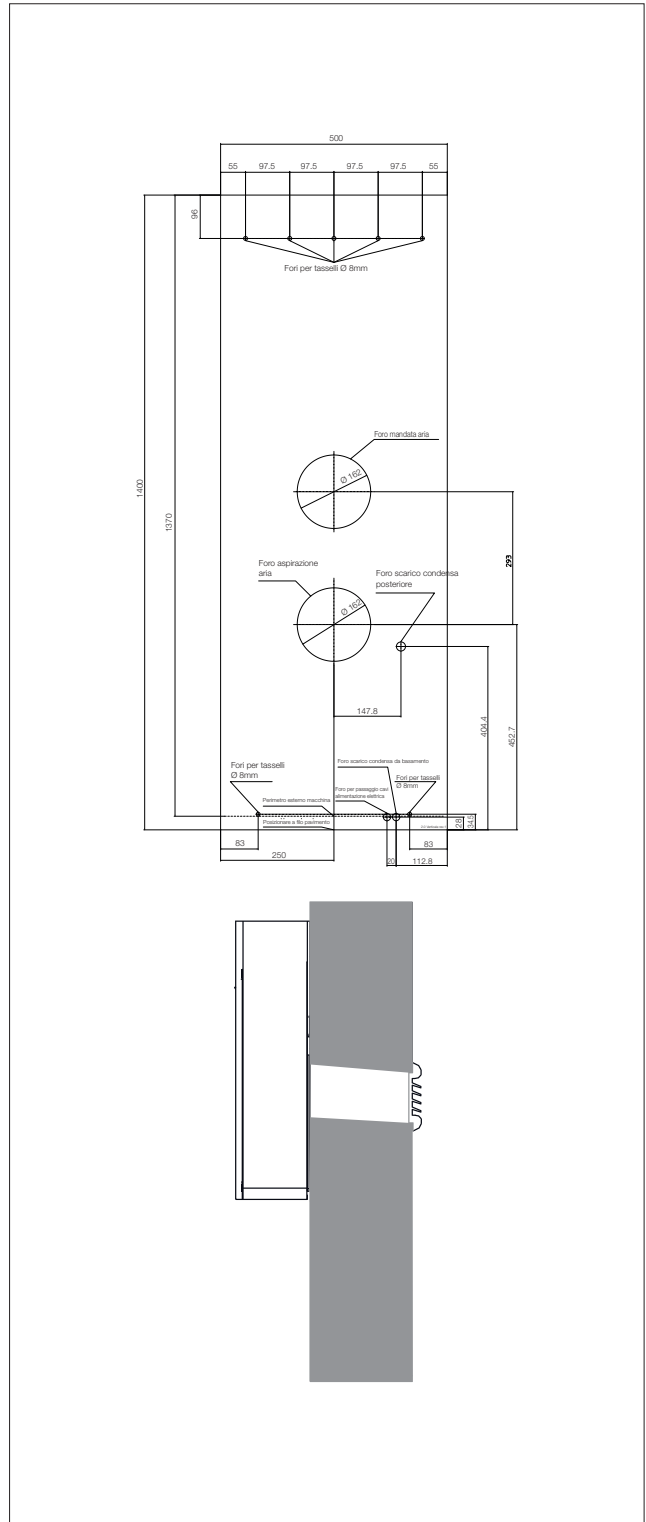 500
55 97.5 97.5 97.5 97.5 55
96
Fori per tasselli Ø 8mm
1400
1370
Foro mandata aria
Ø 162
293
Foro aspirazione
aria
Foro scarico condensa
posteriore
Ø 162
147.8
404.4
452.7
Fori per tasselli
Ø 8mm
Foro scarico condensa da basamento
Fori per tasselli
Ø 8mm
Foro per passaggio cavi
alimentazione elettrica
Perimetro esterno macchina
Posizionare a filo pavimento
28
34.5
83
250
20
112.8
83